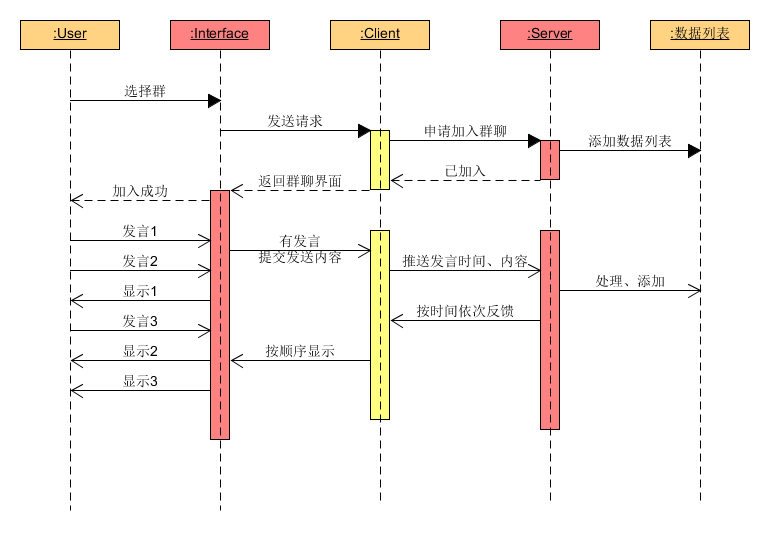 :User
:Interface
:Client
:Server
:数据列表
选择群
发送请求
申请加入群聊
添加数据列表
已加入
返回群聊界面
加入成功
发言1
有发言
提交发送内容
发言2
推送发言时间、内容
处理、添加
显示1
按时间依次反馈
发言3
显示2
按顺序显示
显示3